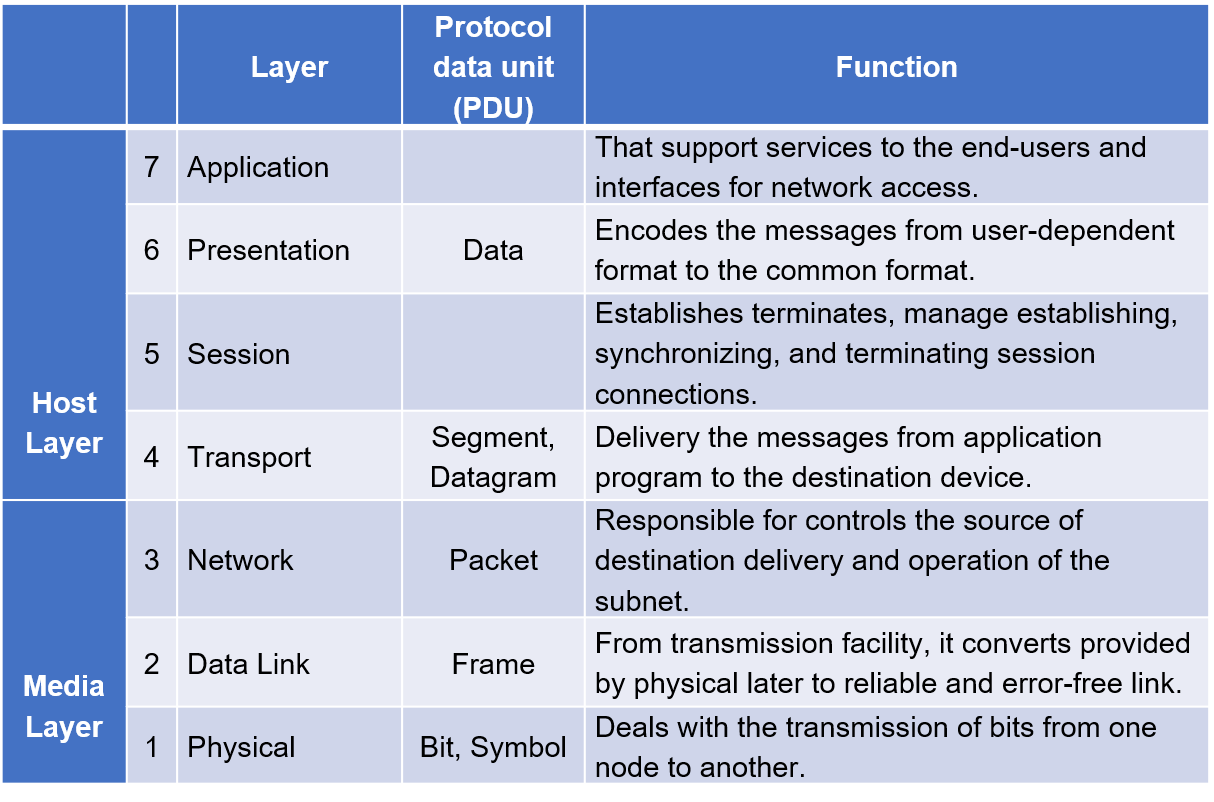 Layer
Protocol
data unit
(PDU)
Function
Host
Layer
7
Application
That support services to the end-users and
interfaces for network access.
6
Presentation
Data
Encodes the messages from user-dependent
format to the common format.
5
Session
Establishes terminates, manage establishing,
synchronizing, and terminating session
connections.
4
Transport
Segment,
Datagram
Delivery the messages from application
program to the destination device.
Media
Layer
3
Network
Packet
Responsible for controls the source of
destination delivery and operation of the
subnet.
2
Data Link
Frame
From transmission facility, it converts provided
by physical later to reliable and error-free link.
1
Physical
Bit, Symbol
Deals with the transmission of bits from one
node to another.